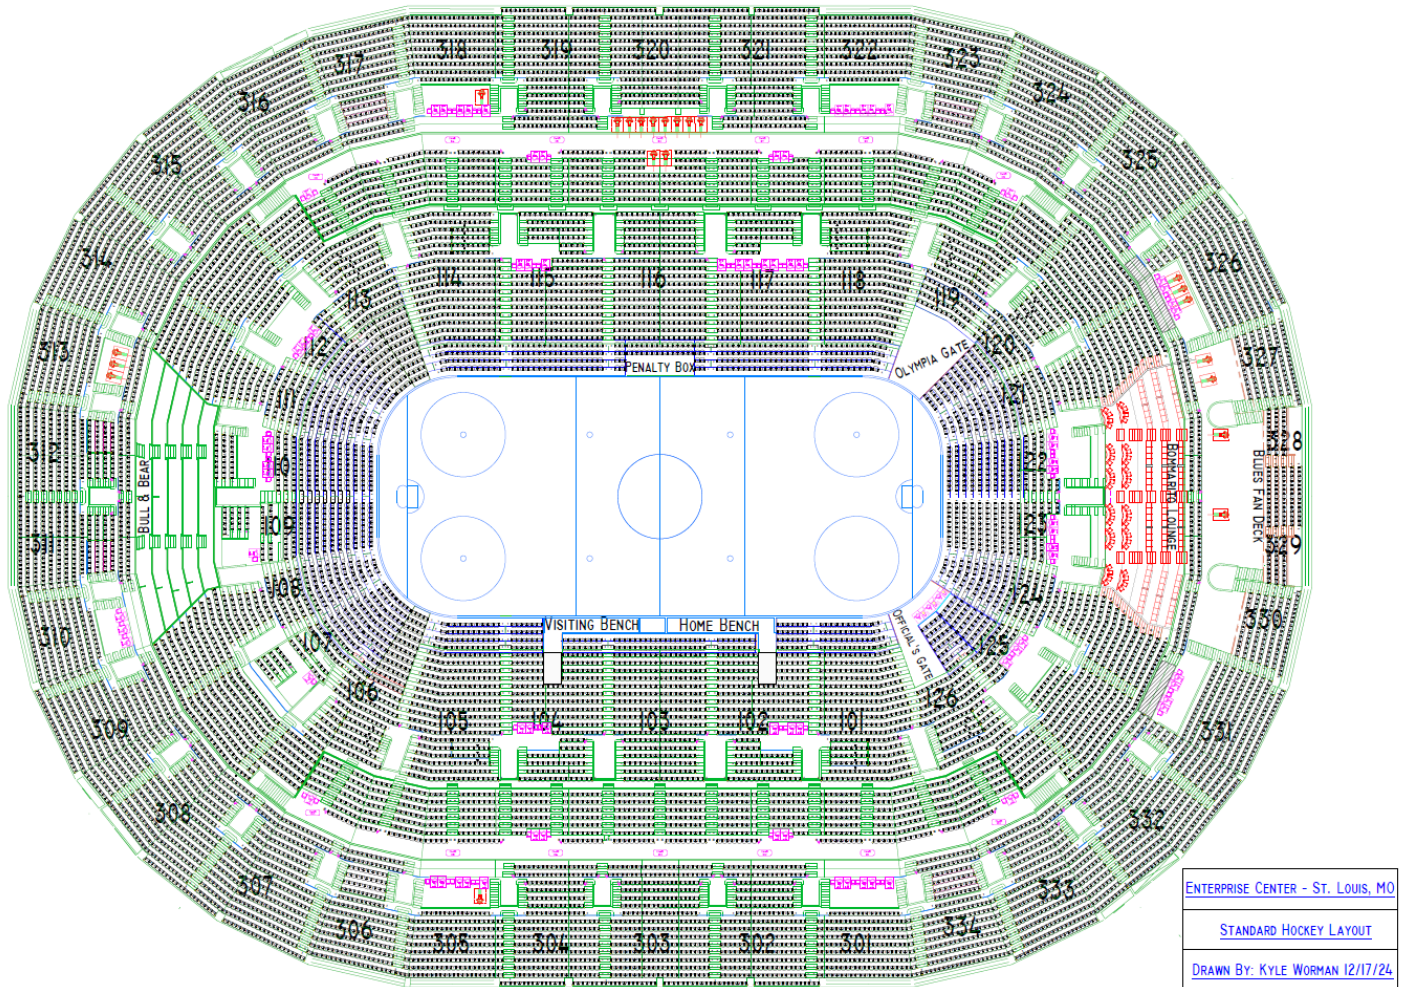 318 319 320 321 322
317 323
316 324
315 325
314 326
313 327
312 328
311 329
310 330
309 331
308 332
307 333
306 334
305 304 303 302 301
114 115 116 117 118
113 119
112 120
101 121
110 122
109 123
108 124
107 125
106 126
105 104 103 102 101
PENALTY BOX
OLYMPIA GATE
BULL & BEAR
BOMMARITO LOUNGE
BLUES FAN DECK
VISITING BENCH
HOME BENCH
OFFICIAL'S GATE
ENTERPRISE CENTER - ST. LOUIS, MO
STANDARD HOCKEY LAYOUT
DRAWN BY: KYLE WORMAN 12/17/24